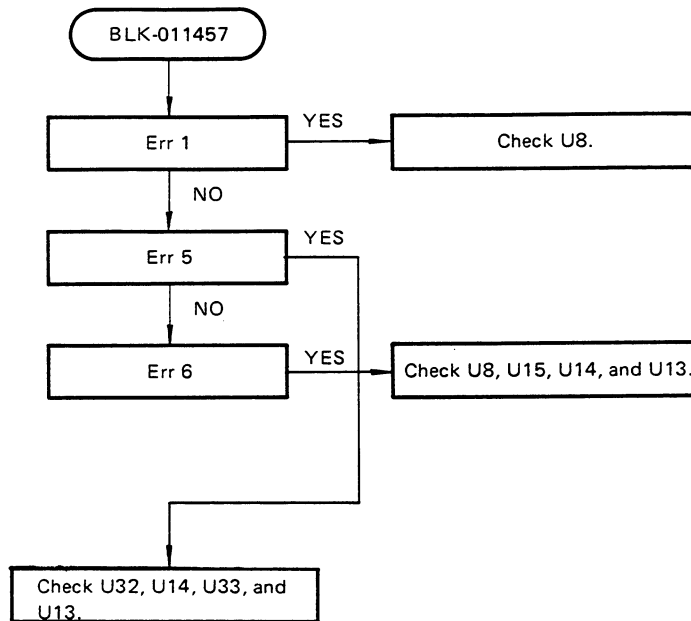 BLK-011457
Err 1
YES
Check U8.
NO
Err 5
YES
NO
Err 6
YES
Check U8, U15, U14, and U13.
Check U32, U14, U33, and
U13.